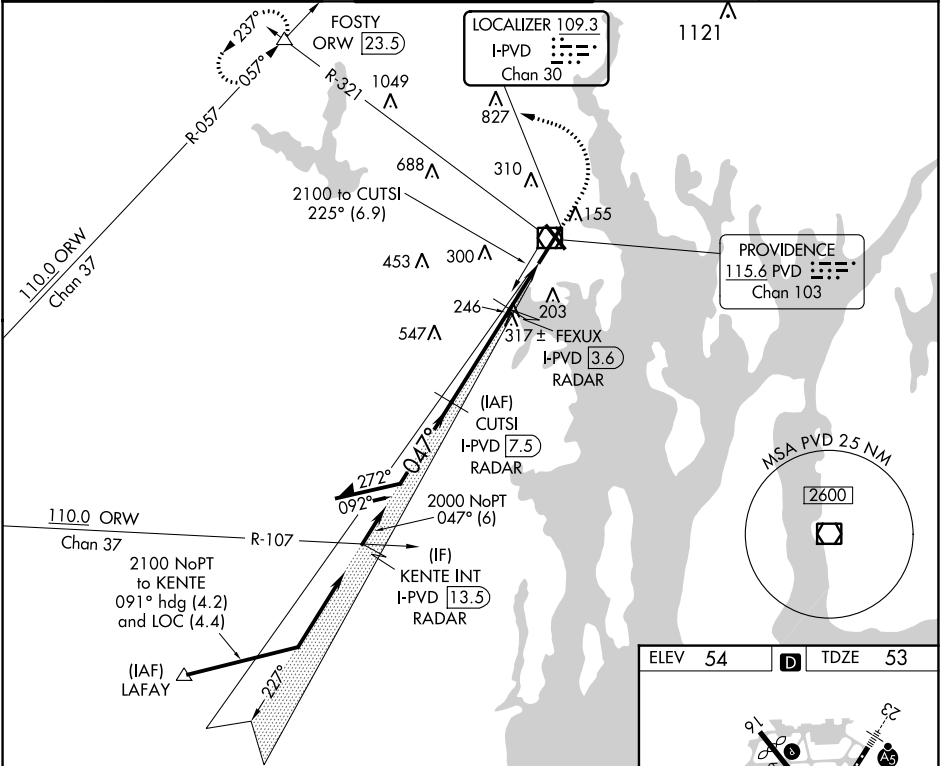 FOSTY
ORW 23.5
237°
057°
R-057
R-321
1049
LOCALIZER 109.3
I-PVD
Chan 30
1121
827
688
310
155
2100 to CUTSI
225° (6.9)
453
300
110.0 ORW
Chan 37
PROVIDENCE
115.6 PVD
Chan 103
246
203
547
317 ±
FEXUX
I-PVD 3.6
RADAR
(IAF)
CUTSI
I-PVD 7.5
RADAR
047°
272°
092°
2000 NoPT
047° (6)
MSA PVD 25 NM
2600
110.0 ORW
Chan 37
R-107
(IF)
KENTE INT
I-PVD 13.5
RADAR
2100 NoPT
to KENTE
091° hdg (4.2)
and LOC (4.4)
(IAF)
LAFAY
227°
ELEV 54
D
TDZE 53
16
23
A5